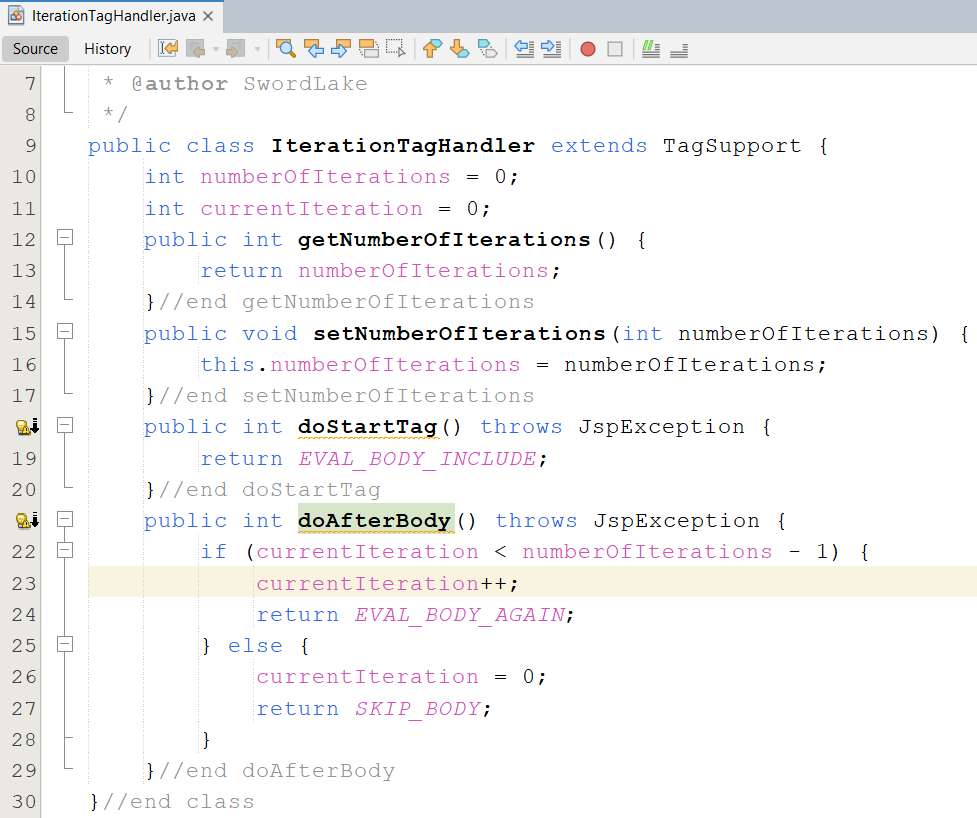 IterationTagHandler.java
Source History
7 * @author SwordLake
8 */
9 public class IterationTagHandler extends TagSupport {
10 int numberOfIterations = 0;
11 int currentIteration = 0;
12 public int getNumberOfIterations() {
13 return numberOfIterations;
14 }//end getNumberOfIterations
15 public void setNumberOfIterations(int numberOfIterations) {
16 this.numberOfIterations = numberOfIterations;
17 }//end setNumberOfIterations
public int doStartTag() throws JspException {
19 return EVAL_BODY_INCLUDE;
20 }//end doStartTag
public int doAfterBody() throws JspException {
22 if (currentIteration < numberOfIterations - 1) {
23 currentIteration++;
24 return EVAL_BODY_AGAIN;
25 } else {
26 currentIteration = 0;
27 return SKIP_BODY;
28 }
29 }//end doAfterBody
30 }//end class